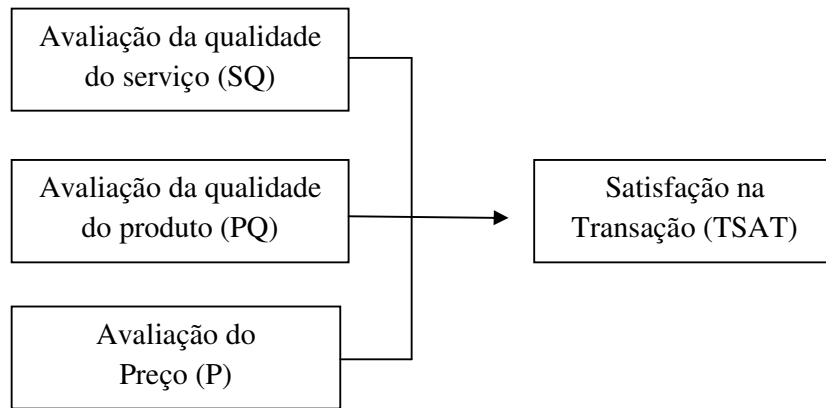 Avaliação da qualidade
do serviço (SQ)
Avaliação da qualidade
do produto (PQ)
Satisfação na
Transação (TSAT)
Avaliação do
Preço (P)